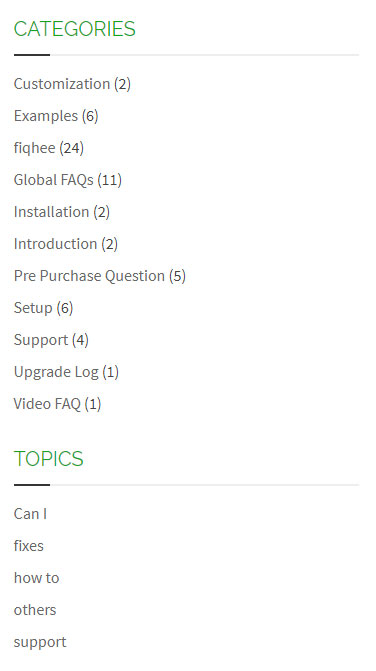 CATEGORIES
Customization (2)
Examples (6)
fiqhee (24)
Global FAQs (11)
Installation (2)
Introduction (2)
Pre Purchase Question (5)
Setup (6)
Support (4)
Upgrade Log (1)
Video FAQ (1)
TOPICS
Can I
fixes
how to
others
support